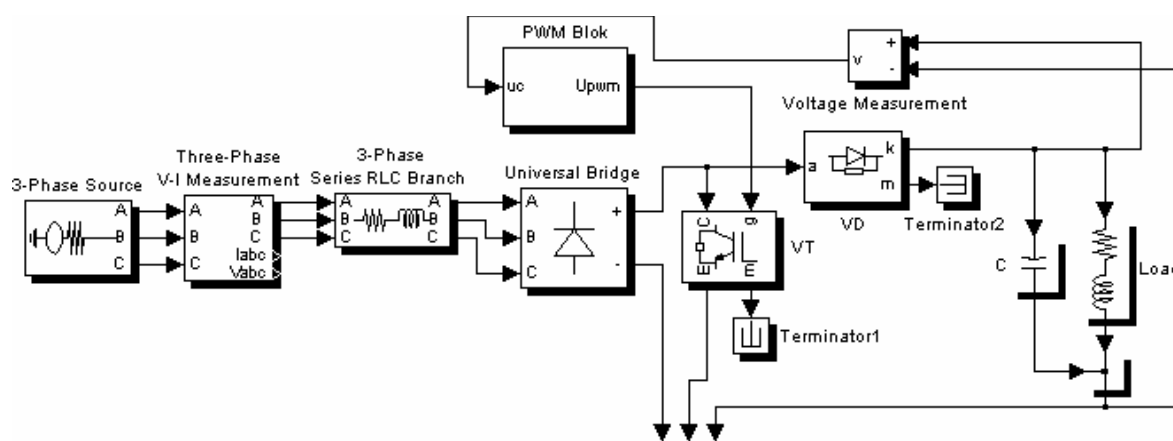 PWM Blok
uc
Upwm
v
+
-
Voltage Measurement
3-Phase Source
A
B
C
Three-Phase
V-I Measurement
A
B
C
A
B
C
Iabc
Vabc
3-Phase
Series RLC Branch
A
B
C
A
B
C
Universal Bridge
A
B
C
+
-
C
g
E
m
VT
Terminator1
a
k
m
VD
Terminator2
C
Load